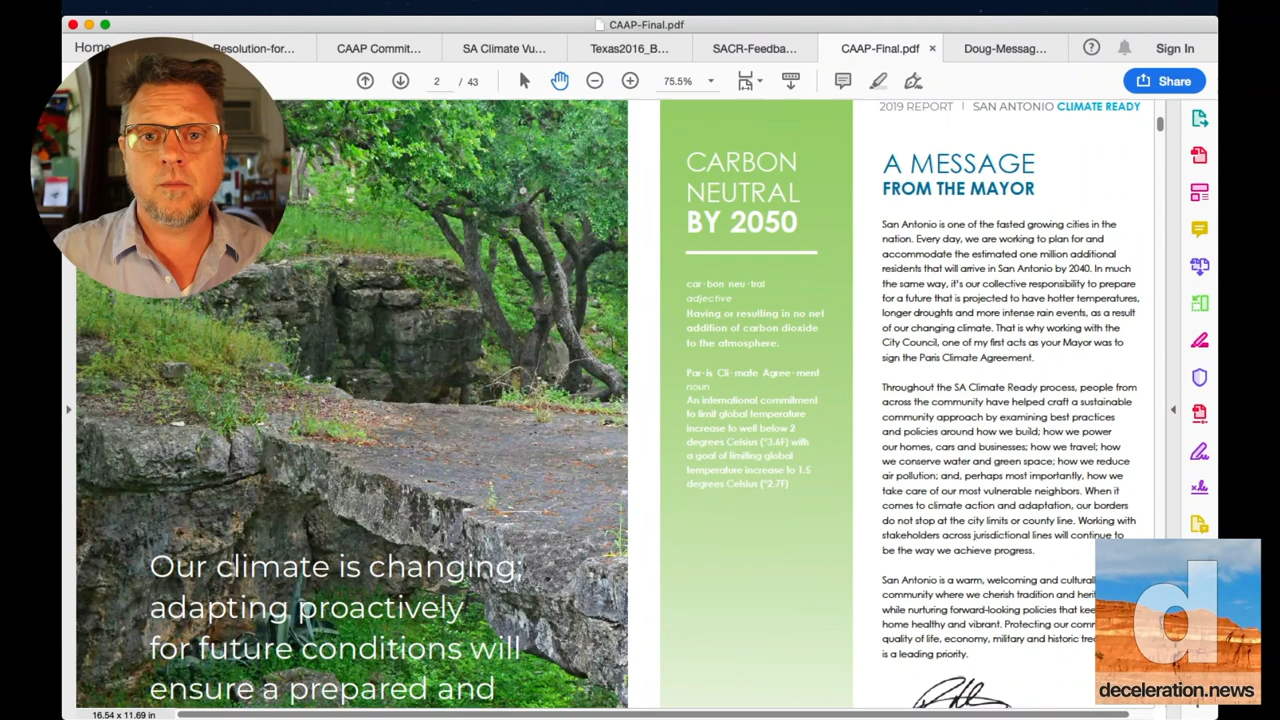 CAAP-Final.pdf
Home
Resolution-for...
CAAP Commit...
SA Climate Vu...
Texas2016_B...
SACR-Feedba...
CAAP-Final.pdf ×
Doug-Messag...
Sign In
2 / 43
75.5%
Share
2019 REPORT | SAN ANTONIO CLIMATE READY
CARBON
NEUTRAL
BY 2050
car·bon neu·tral
adjective
Having or resulting in no net
addition of carbon dioxide
to the atmosphere.
Par·is Cli·mate Agree·ment
noun
An international commitment
to limit global temperature
increase to well below 2
degrees Celsius (°3.6F) with
a goal of limiting global
temperature increase to 1.5
degrees Celsius (°2.7F)
A MESSAGE
FROM THE MAYOR
San Antonio is one of the fasted growing cities in the
nation. Every day, we are working to plan for and
accommodate the estimated one million additional
residents that will arrive in San Antonio by 2040. In much
the same way, it's our collective responsibility to prepare
for a future that is projected to have hotter temperatures,
longer droughts and more intense rain events, as a result
of our changing climate. That is why working with the
City Council, one of my first acts as your Mayor was to
sign the Paris Climate Agreement.
Throughout the SA Climate Ready process, people from
across the community have helped craft a sustainable
community approach by examining best practices
and policies around how we build; how we power
our homes, cars and businesses; how we travel; how
we conserve water and green space; how we reduce
air pollution; and, perhaps most importantly, how we
take care of our most vulnerable neighbors. When it
comes to climate action and adaptation, our borders
do not stop at the city limits or county line. Working with
stakeholders across jurisdictional lines will continue to
be the way we achieve progress.
San Antonio is a warm, welcoming and
community where we cherish tradition and
while nurturing forward-looking policies that
home healthy and vibrant. Protecting our
quality of life, economy, military and historic
is a leading priority.
Our climate is changing;
adapting proactively
for future conditions will
ensure a prepared and
d
deceleration.news
16.54 x 11.69 in